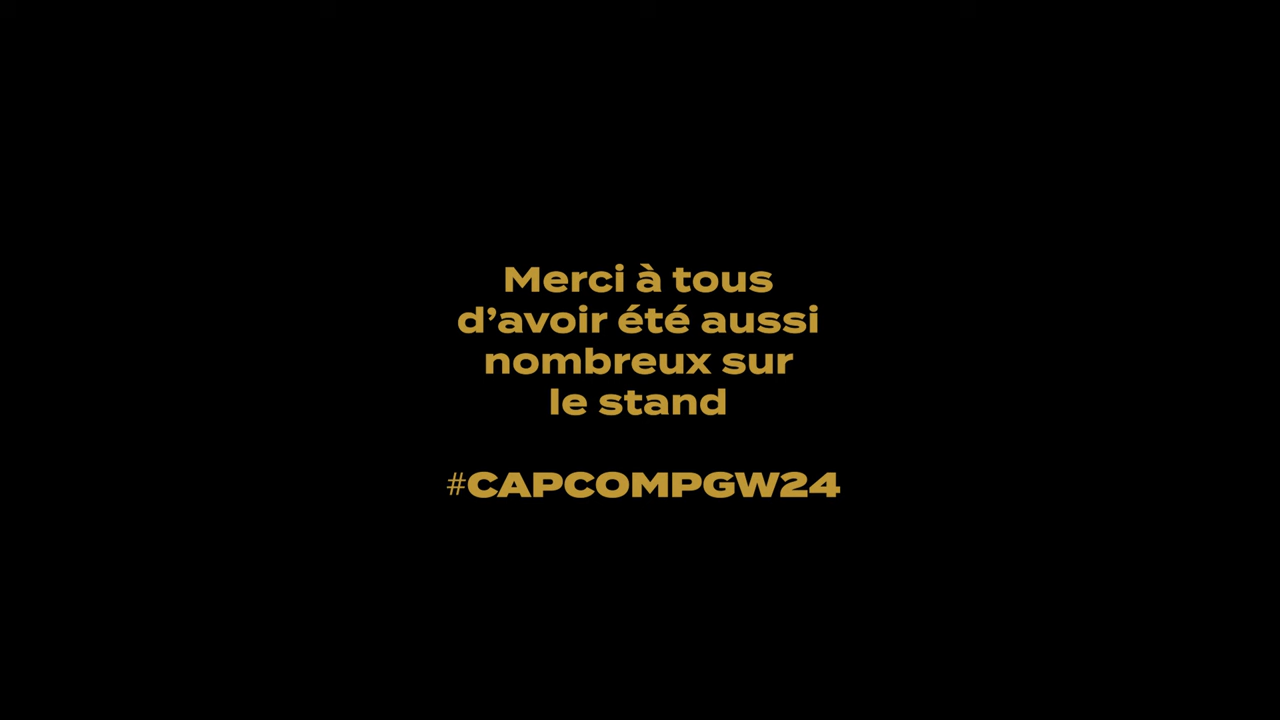 Merci à tous
d’avoir été aussi
nombreux sur
le stand
#CAPCOMPGW24